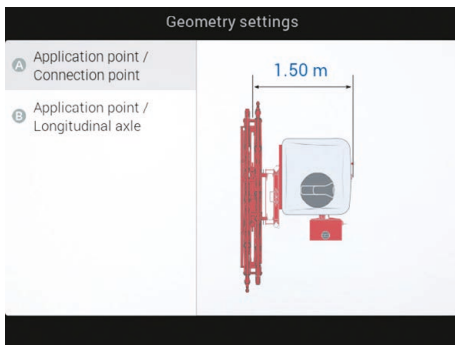 Geometry settings
A
Application point /
Connection point
B
Application point /
Longitudinal axle
1.50 m